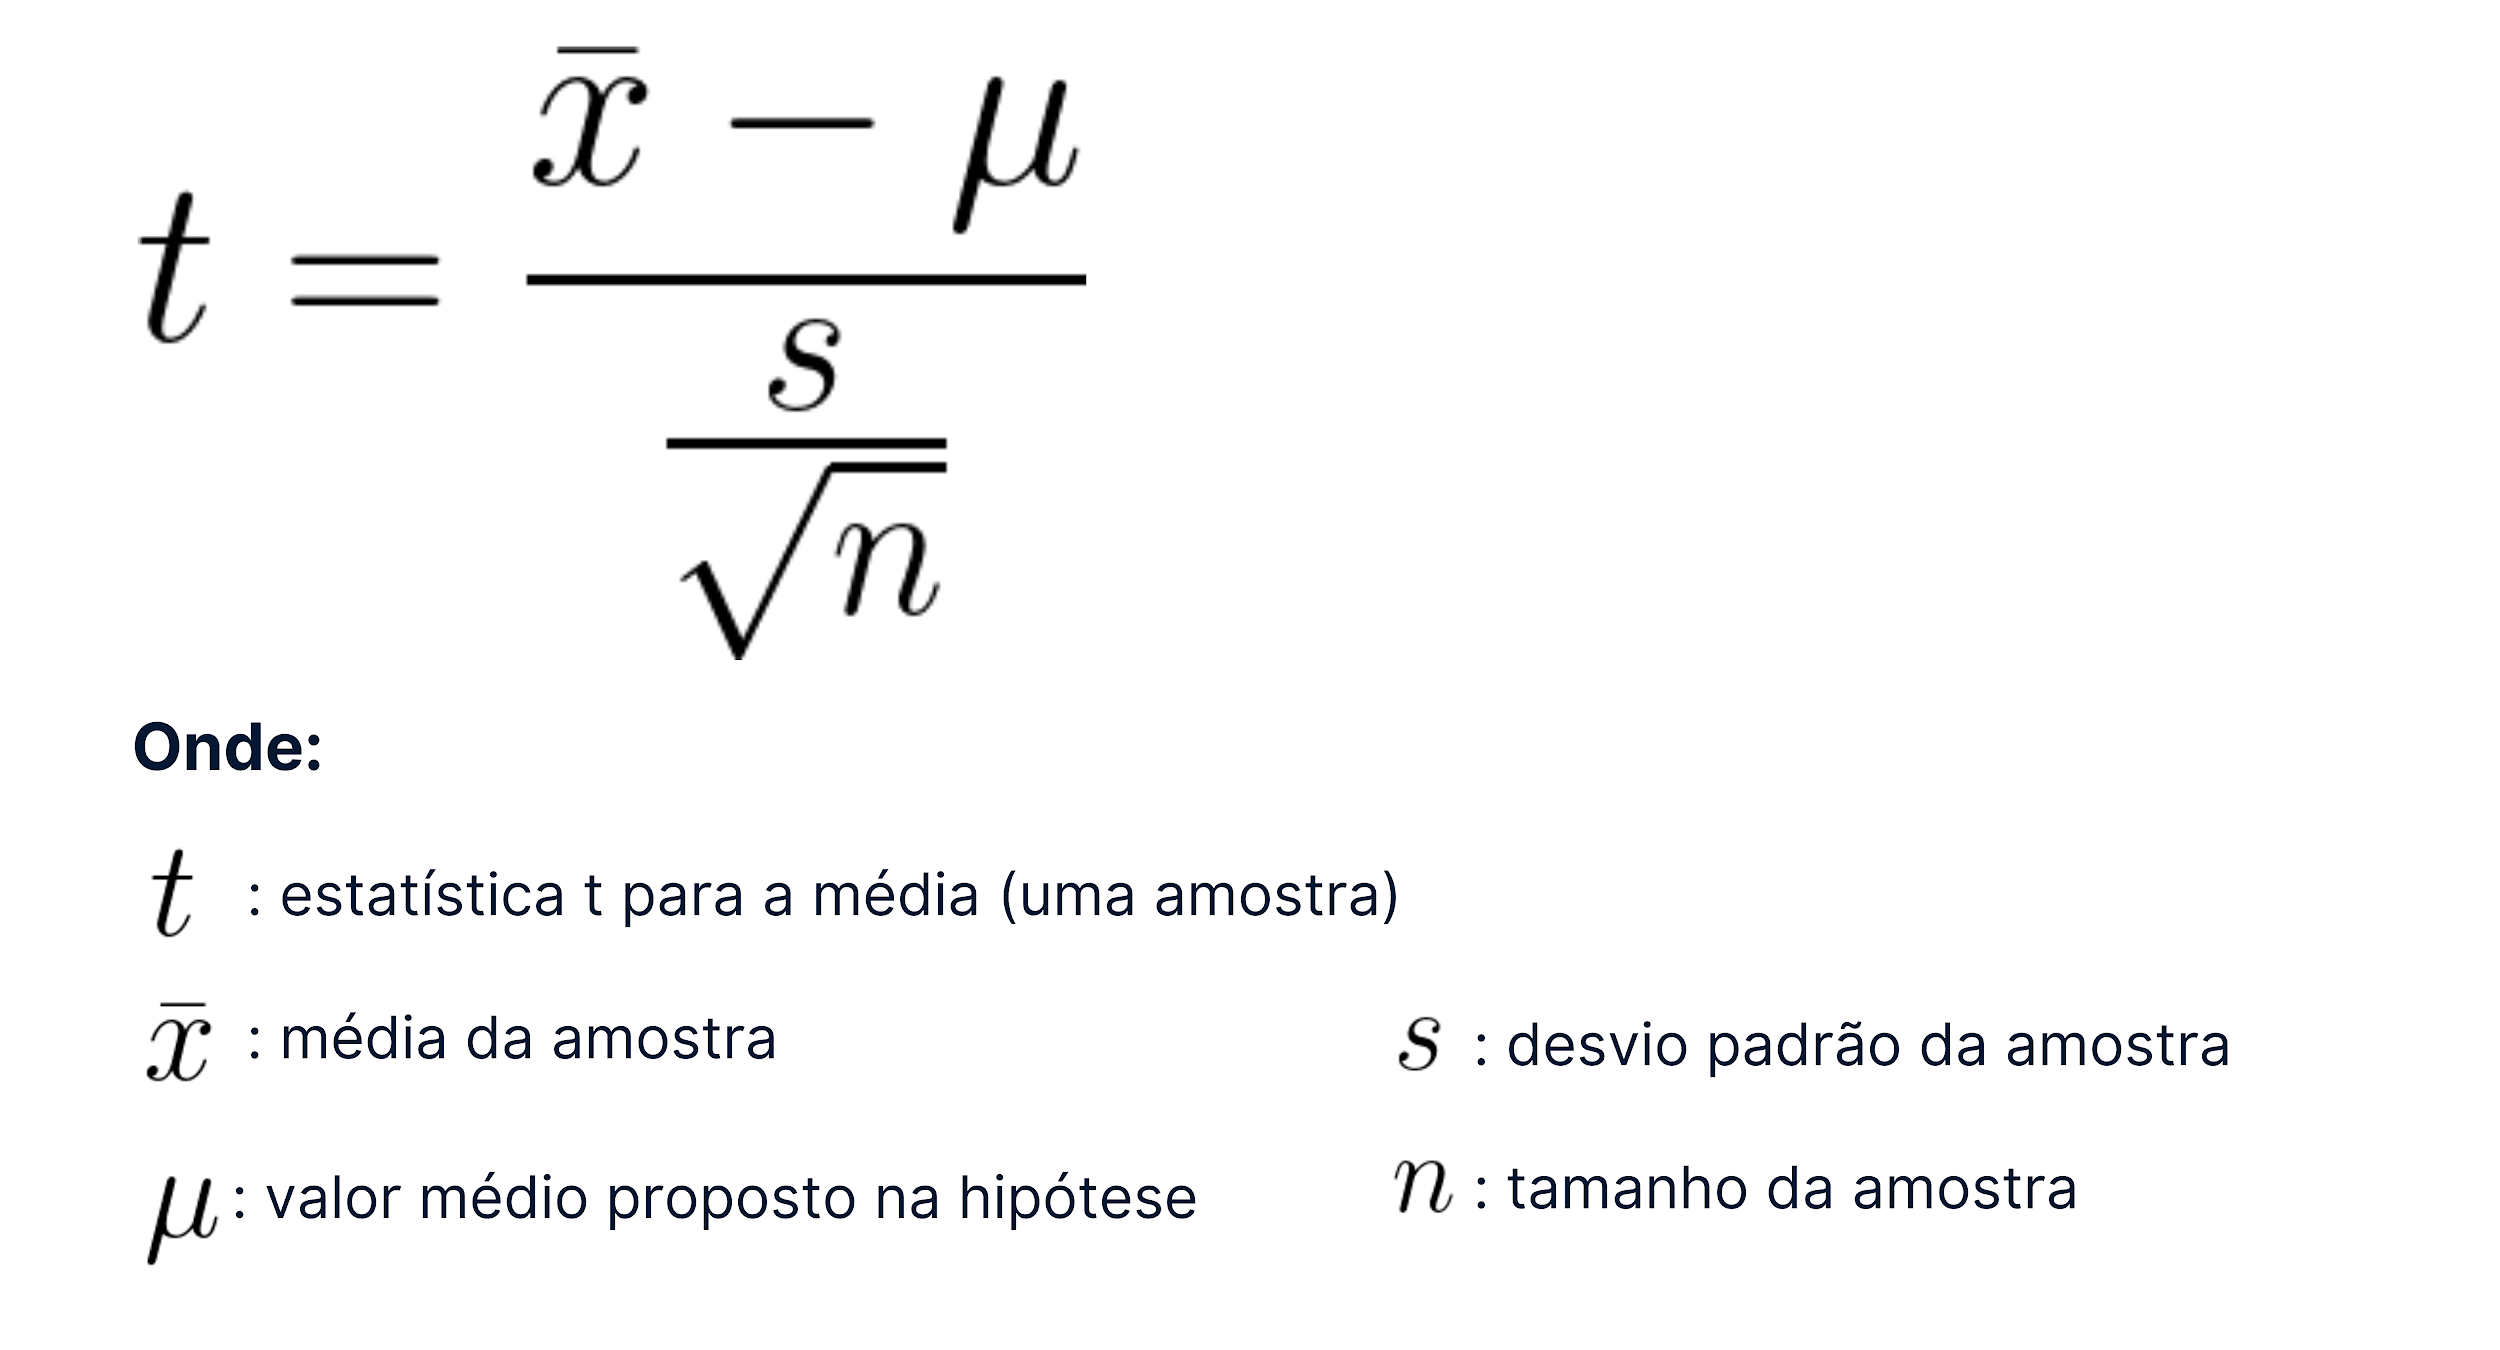 t = x̄ − μ / (s / √n)
Onde:
t : estatística t para a média (uma amostra)
x̄ : média da amostra
s : desvio padrão da amostra
μ : valor médio proposto na hipótese
n : tamanho da amostra